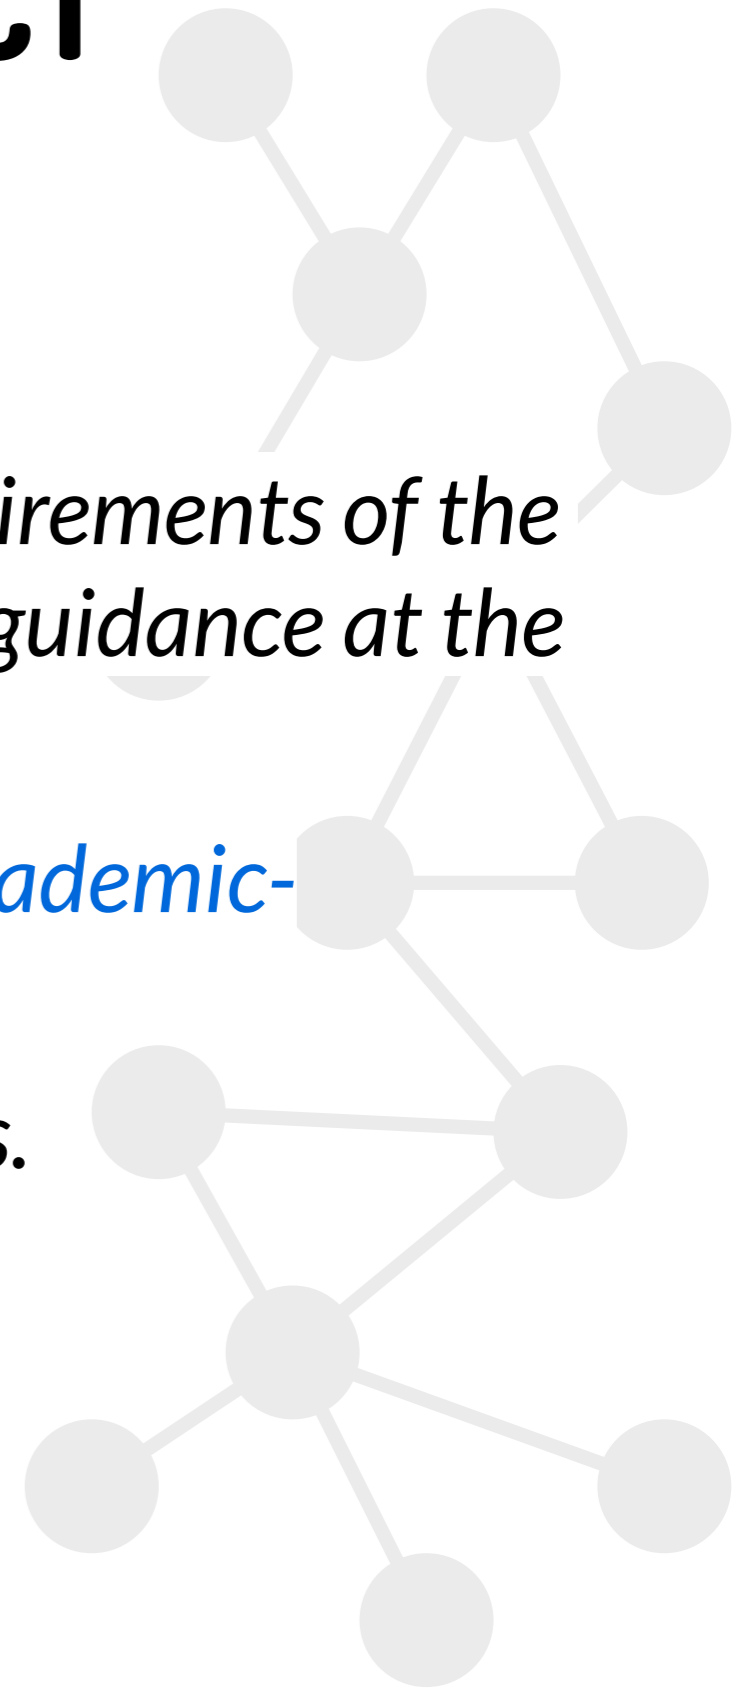 irements of the
guidance at the
ademic-
s.